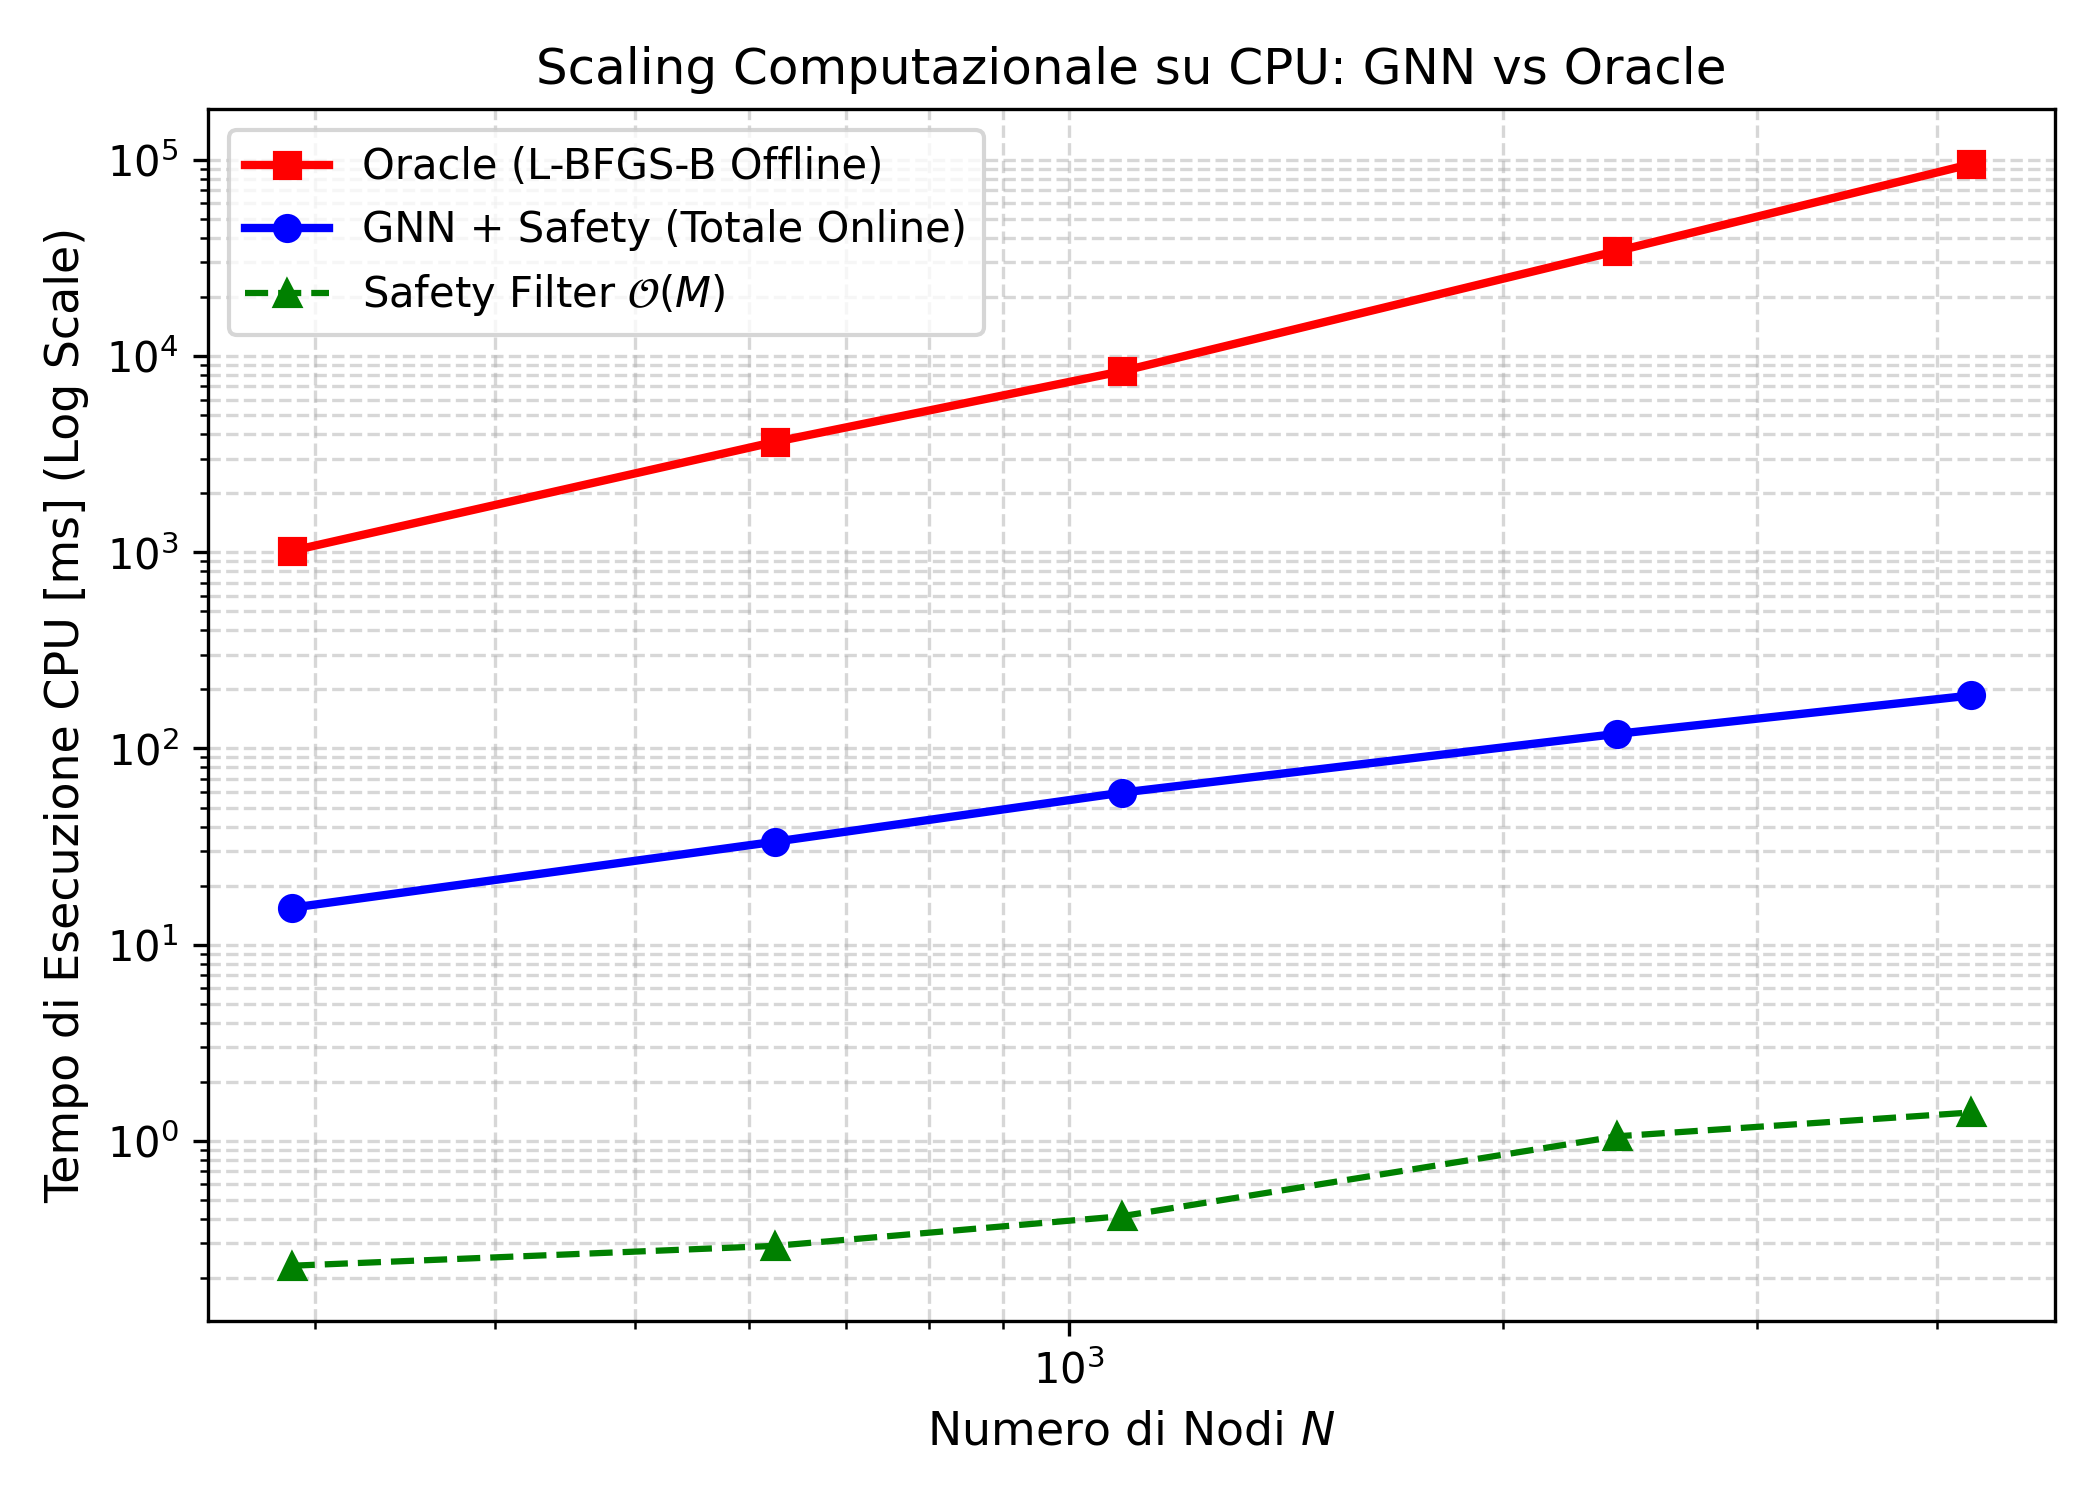 Scaling Computazionale su CPU: GNN vs Oracle
Oracle (L-BFGS-B Offline)
GNN + Safety (Totale Online)
Safety Filter 𝒪(M)
Tempo di Esecuzione CPU [ms] (Log Scale)
10⁵
10⁴
10³
10²
10¹
10⁰
10³
Numero di Nodi N